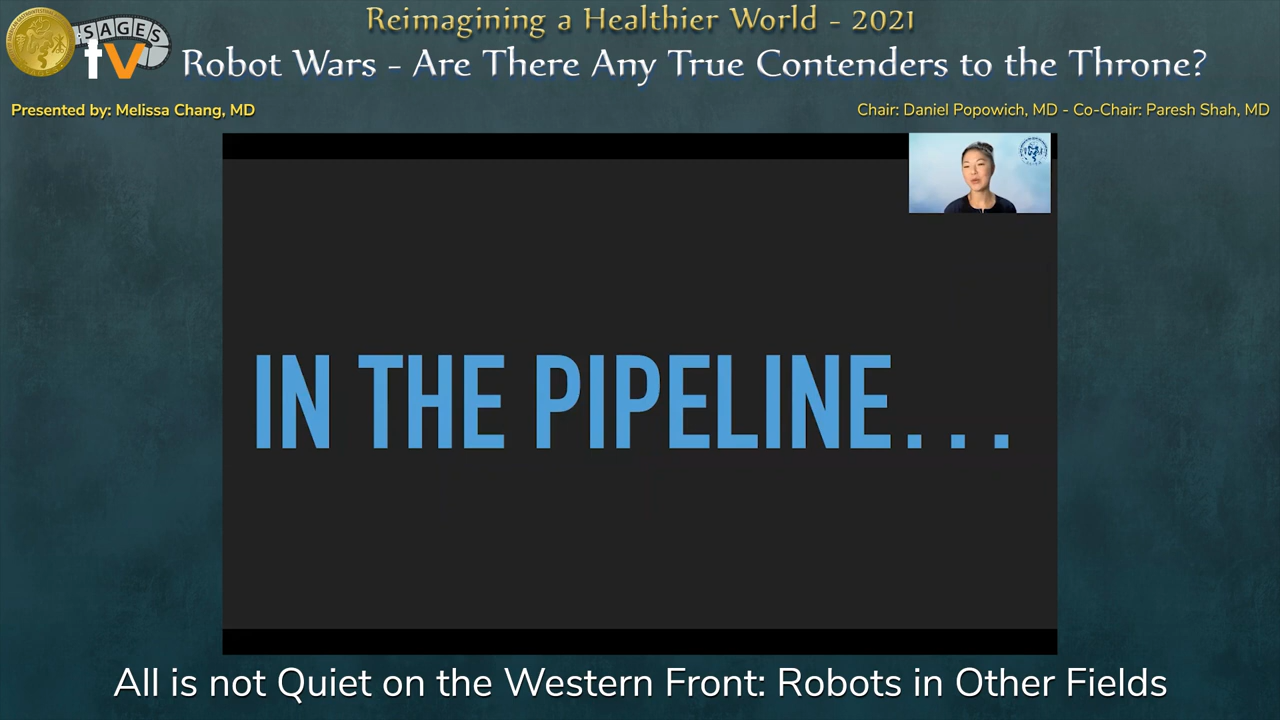 Reimagining a Healthier World - 2021
SAGES
tv
Robot Wars - Are There Any True Contenders to the Throne?
Presented by: Melissa Chang, MD
Chair: Daniel Popowich, MD - Co-Chair: Paresh Shah, MD
IN THE PIPELINE...
All is not Quiet on the Western Front: Robots in Other Fields